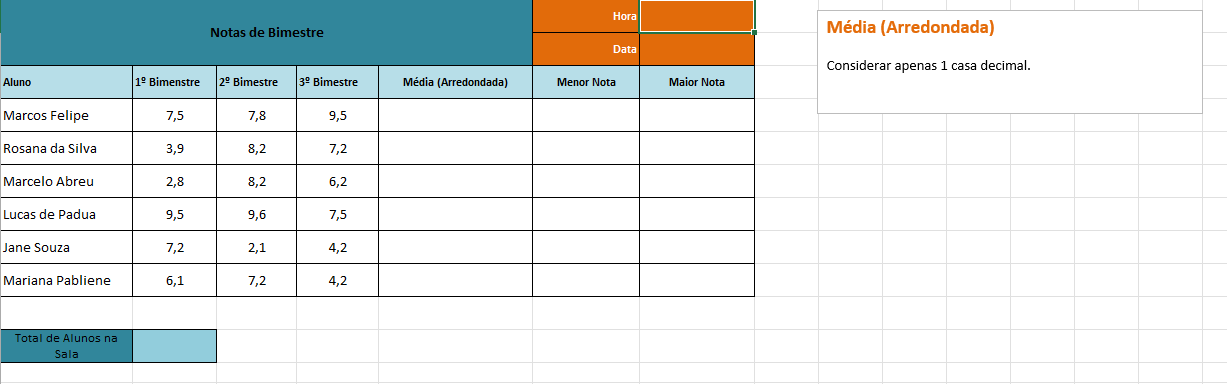 Notas de Bimestre
Hora
Data
Média (Arredondada)
Considerar apenas 1 casa decimal.
Aluno 1º Bimenstre 2º Bimestre 3º Bimestre Média (Arredondada) Menor Nota Maior Nota
Marcos Felipe 7,5 7,8 9,5
Rosana da Silva 3,9 8,2 7,2
Marcelo Abreu 2,8 8,2 6,2
Lucas de Padua 9,5 9,6 7,5
Jane Souza 7,2 2,1 4,2
Mariana Pabliene 6,1 7,2 4,2
Total de Alunos na
Sala